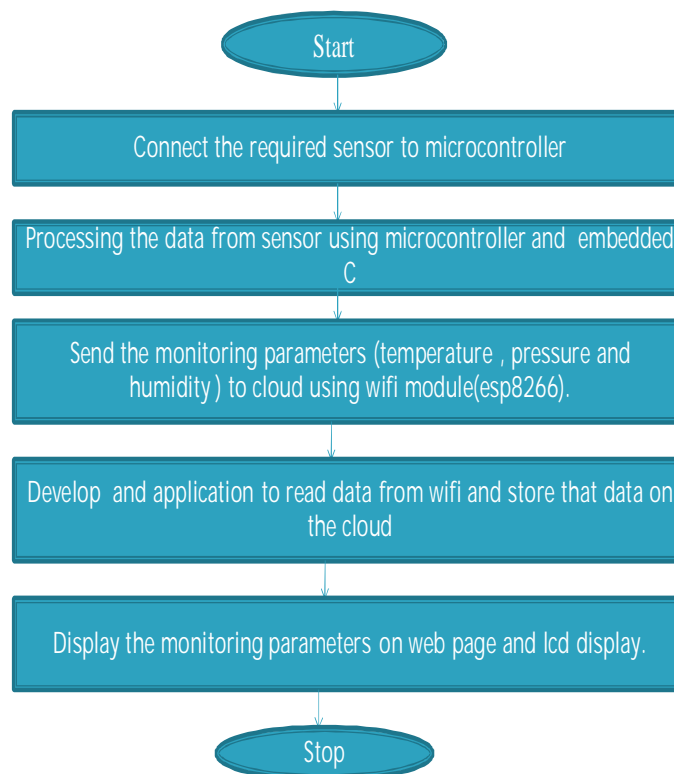 Start
Connect the required sensor to microcontroller
Processing the data from sensor using microcontroller and embedded
C
Send the monitoring parameters (temperature , pressure and
humidity ) to cloud using wifi module(esp8266).
Develop and application to read data from wifi and store that data on
the cloud
Display the monitoring parameters on web page and lcd display.
Stop